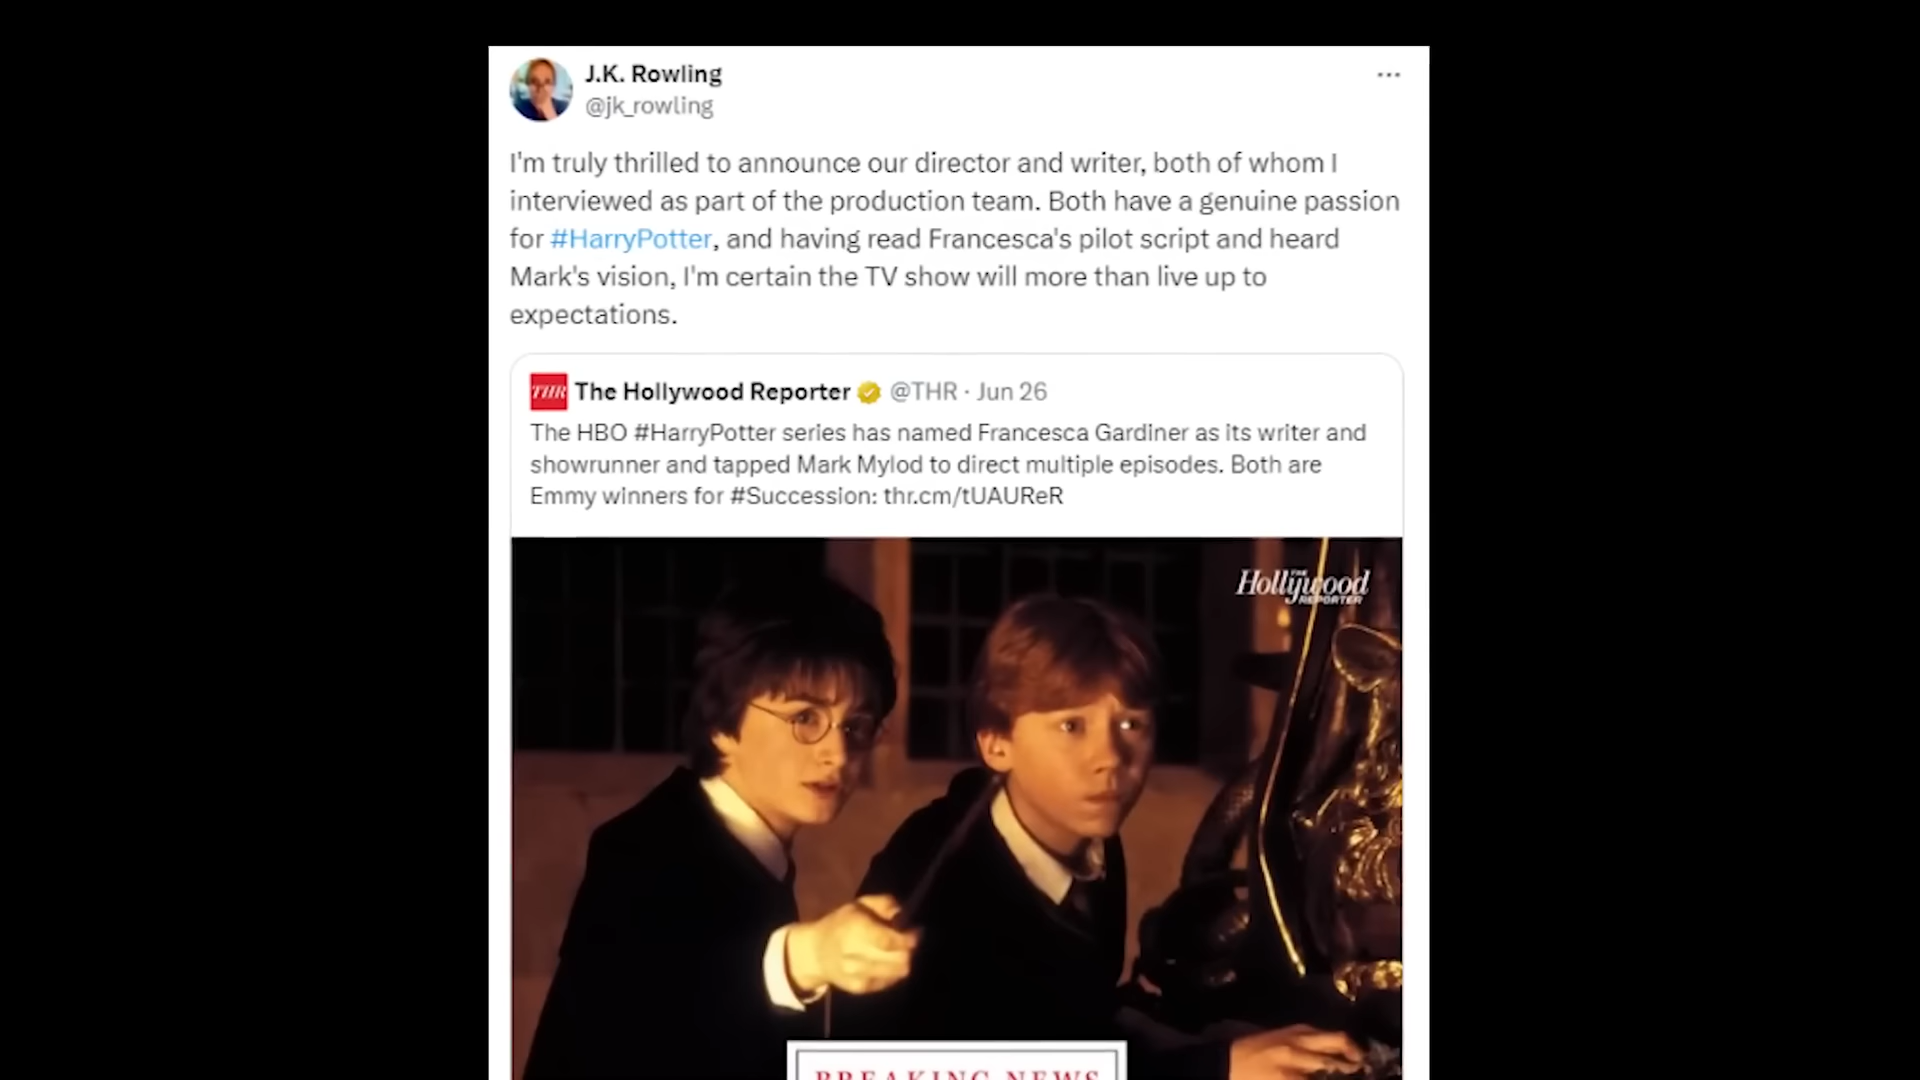 J.K. Rowling
@jk_rowling
I'm truly thrilled to announce our director and writer, both of whom I
interviewed as part of the production team. Both have a genuine passion
for #HarryPotter, and having read Francesca's pilot script and heard
Mark's vision, I'm certain the TV show will more than live up to
expectations.
THR The Hollywood Reporter @THR · Jun 26
The HBO #HarryPotter series has named Francesca Gardiner as its writer and
showrunner and tapped Mark Mylod to direct multiple episodes. Both are
Emmy winners for #Succession: thr.cm/tUAUReR
THE
Hollywood
REPORTER
BREAKING NEWS